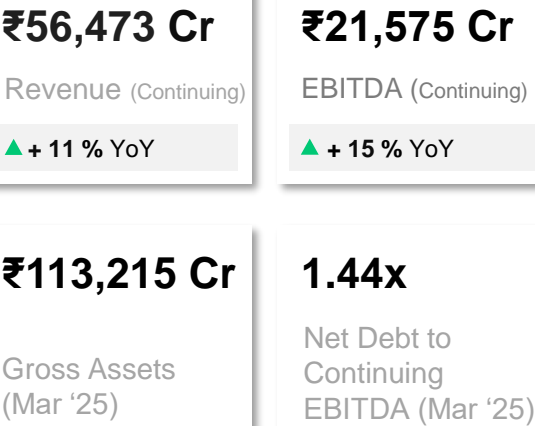 ₹56,473 Cr
Revenue (Continuing)
+ 11 % YoY
₹21,575 Cr
EBITDA (Continuing)
+ 15 % YoY
₹113,215 Cr
Gross Assets
(Mar ‘25)
1.44x
Net Debt to
Continuing
EBITDA (Mar ‘25)